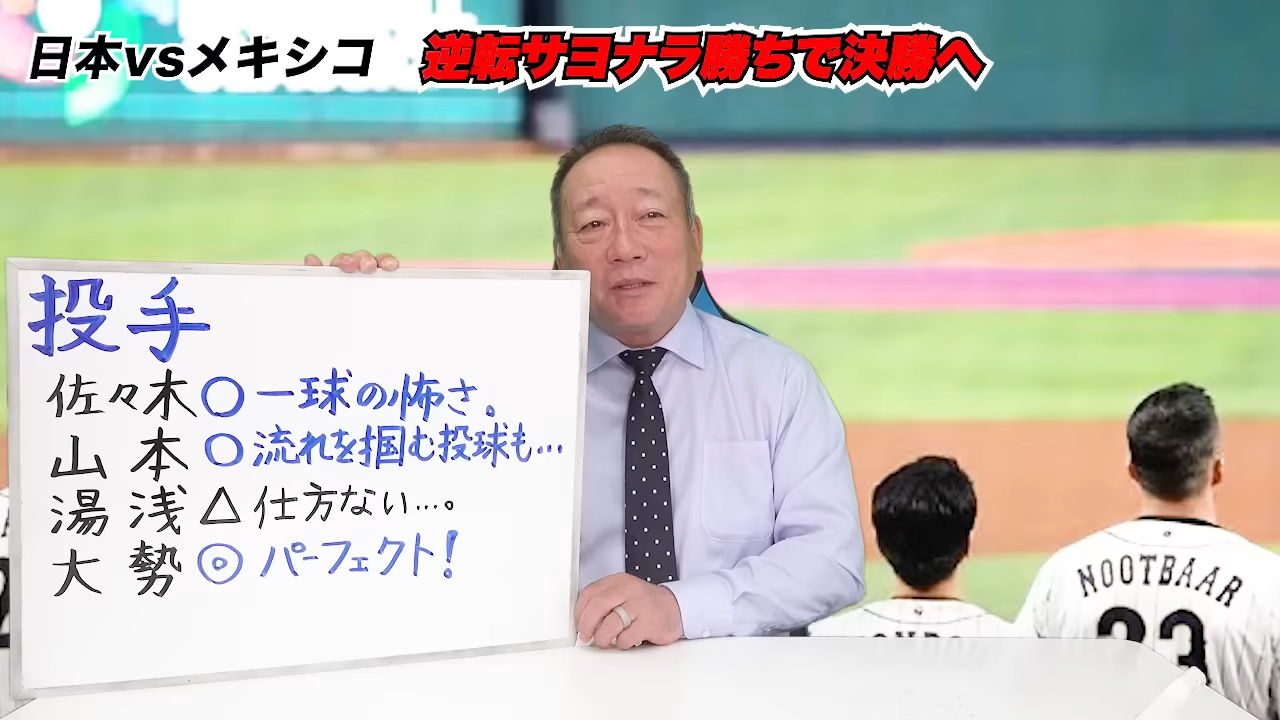 日本vsメキシコ 逆転サヨナラ勝ちで決勝へ
投手
佐々木○一球の怖さ。
山本○流れを掴む投球も…
湯浅△仕方ない…。
大勢◎パーフェクト!
NOOTBAAR
23